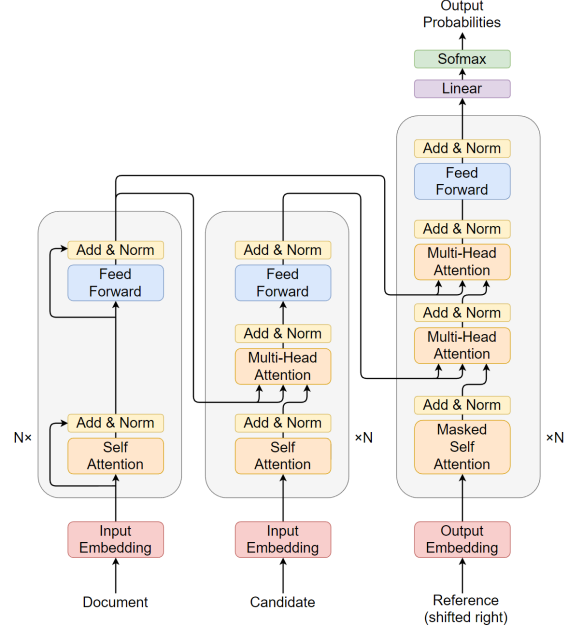 Output
Probabilities
Sofmax
Linear
Add & Norm
Feed
Forward
Add & Norm
Multi-Head
Attention
Add & Norm
Multi-Head
Attention
Add & Norm
Masked
Self
Attention
×N
Output
Embedding
Reference
(shifted right)
Add & Norm
Feed
Forward
Add & Norm
Self
Attention
N×
Input
Embedding
Document
Add & Norm
Feed
Forward
Add & Norm
Multi-Head
Attention
Add & Norm
Self
Attention
×N
Input
Embedding
Candidate